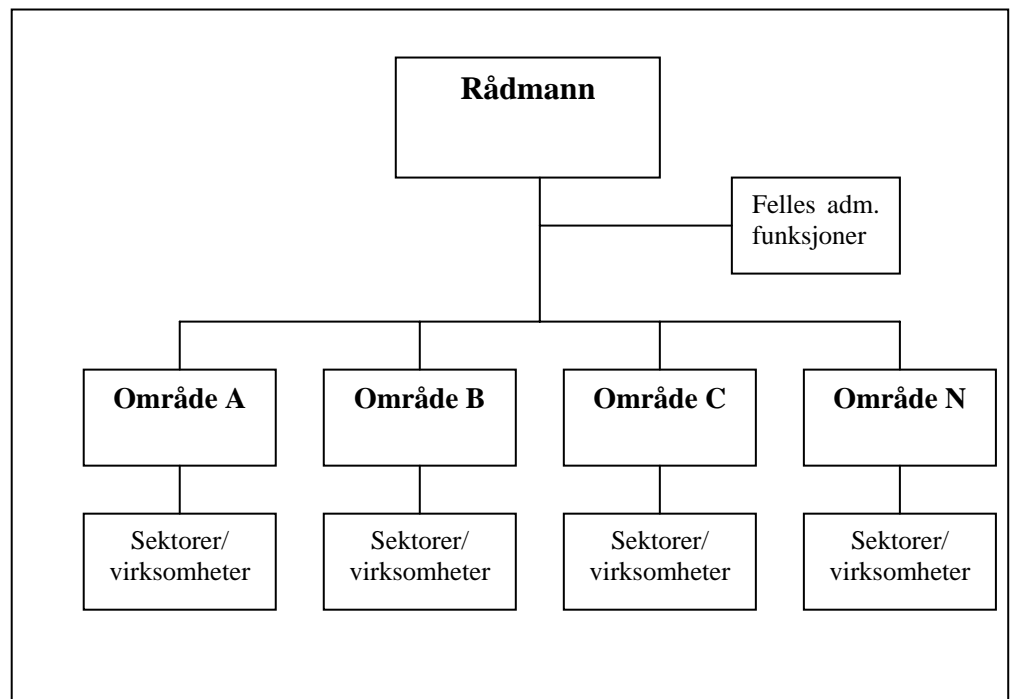 Rådmann
Felles adm.
funksjoner
Område A
Område B
Område C
Område N
Sektorer/
virksomheter
Sektorer/
virksomheter
Sektorer/
virksomheter
Sektorer/
virksomheter